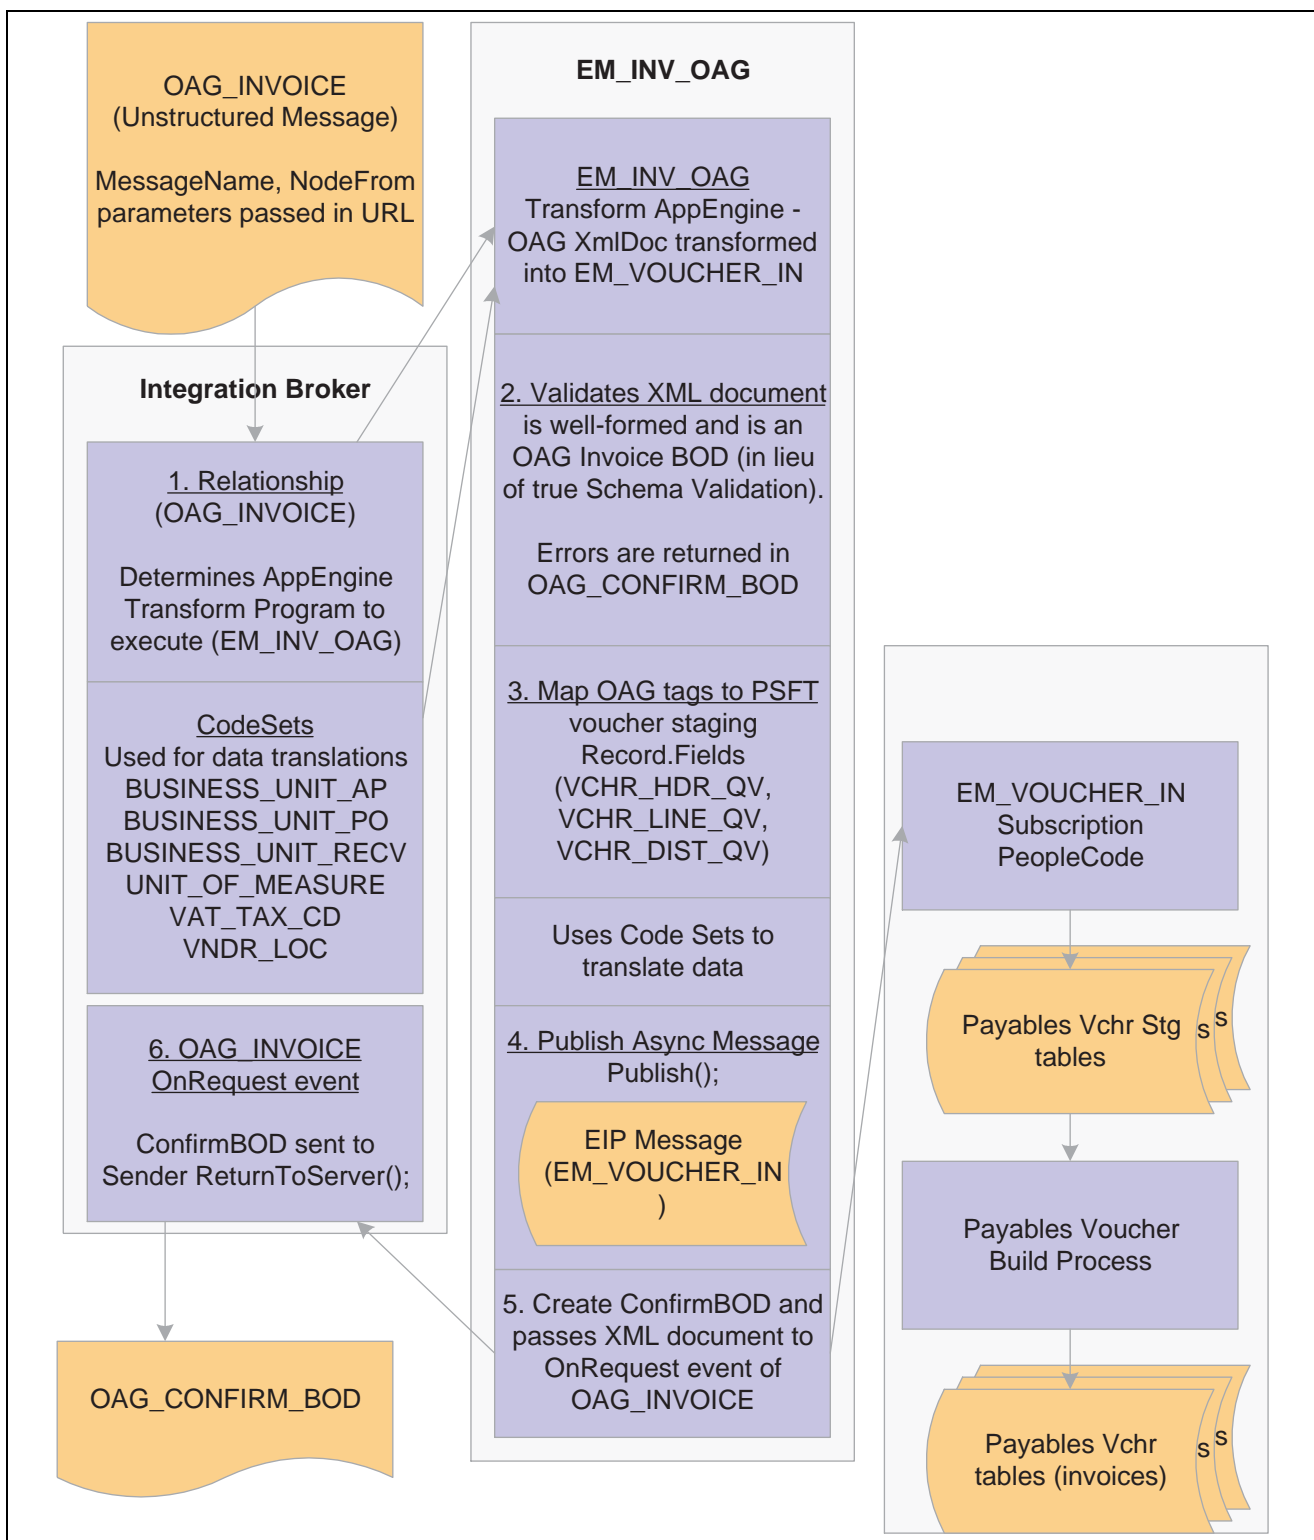 OAG_INVOICE
(Unstructured Message)
MessageName, NodeFrom
parameters passed in URL
Integration Broker
1. Relationship
(OAG_INVOICE)
Determines AppEngine
Transform Program to
execute (EM_INV_OAG)
CodeSets
Used for data translations
BUSINESS_UNIT_AP
BUSINESS_UNIT_PO
BUSINESS_UNIT_RECV
UNIT_OF_MEASURE
VAT_TAX_CD
VNDR_LOC
6. OAG_INVOICE
OnRequest event
ConfirmBOD sent to
Sender ReturnToServer();
OAG_CONFIRM_BOD
EM_INV_OAG
EM_INV_OAG
Transform AppEngine -
OAG XmlDoc transformed
into EM_VOUCHER_IN
2. Validates XML document
is well-formed and is an
OAG Invoice BOD (in lieu
of true Schema Validation).
Errors are returned in
OAG_CONFIRM_BOD
3. Map OAG tags to PSFT
voucher staging
Record.Fields
(VCHR_HDR_QV,
VCHR_LINE_QV,
VCHR_DIST_QV)
Uses Code Sets to
translate data
4. Publish Async Message
Publish();
EIP Message
(EM_VOUCHER_IN
)
5. Create ConfirmBOD and
passes XML document to
OnRequest event of
OAG_INVOICE
EM_VOUCHER_IN
Subscription
PeopleCode
Payables Vchr Stg
tables
s
s
Payables Voucher
Build Process
Payables Vchr
tables (invoices)
s
s